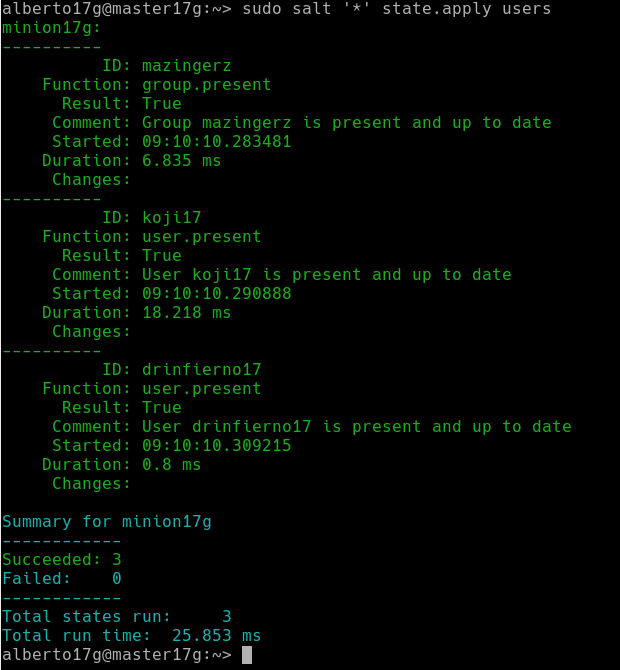 alberto17g@master17g:~> sudo salt '*' state.apply users
minion17g:
----------
          ID: mazingerz
    Function: group.present
      Result: True
     Comment: Group mazingerz is present and up to date
     Started: 09:10:10.283481
    Duration: 6.835 ms
     Changes:
----------
          ID: koji17
    Function: user.present
      Result: True
     Comment: User koji17 is present and up to date
     Started: 09:10:10.290888
    Duration: 18.218 ms
     Changes:
----------
          ID: drinfierno17
    Function: user.present
      Result: True
     Comment: User drinfierno17 is present and up to date
     Started: 09:10:10.309215
    Duration: 0.8 ms
     Changes:

Summary for minion17g
------------
Succeeded: 3
Failed:    0
------------
Total states run:     3
Total run time:  25.853 ms
alberto17g@master17g:~>